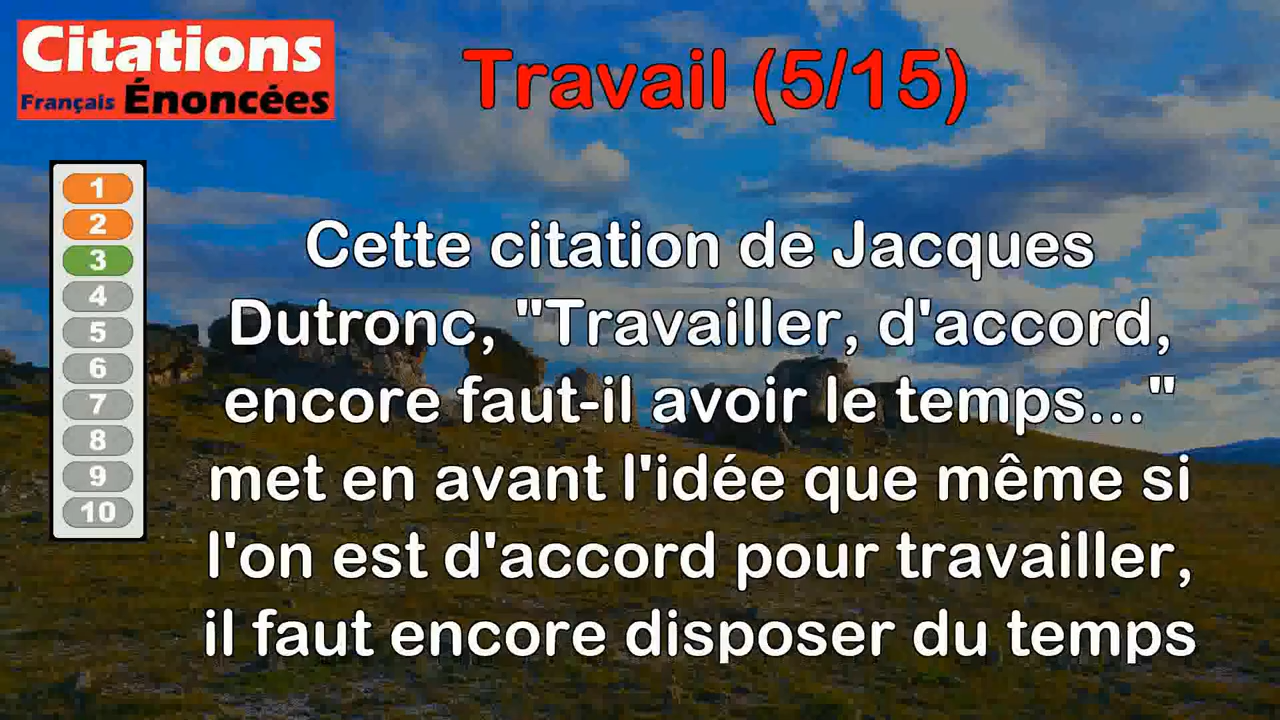 Citations
Français Énoncées
Travail (5/15)
1
2
3
4
5
6
7
8
9
10
Cette citation de Jacques
Dutronc, "Travailler, d'accord,
encore faut-il avoir le temps..."
met en avant l'idée que même si
l'on est d'accord pour travailler,
il faut encore disposer du temps